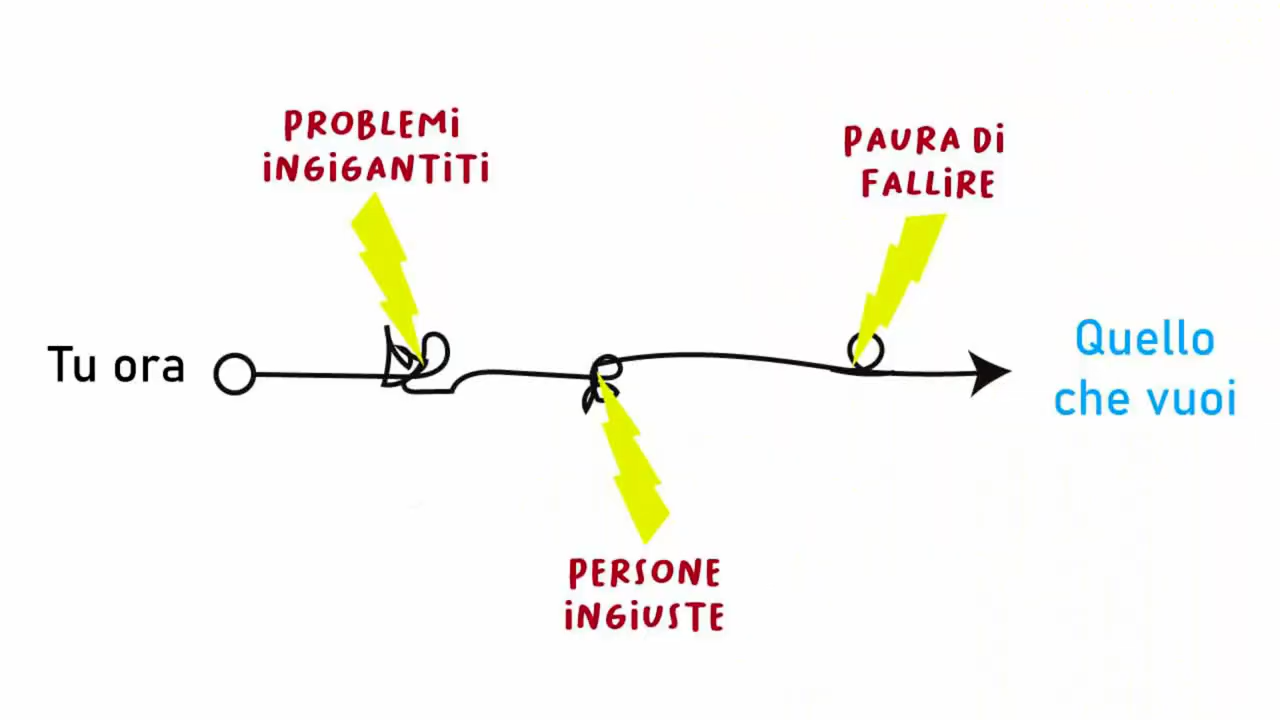 PROBLEMi
iNGiGANTiTi
PAURA Di
FALLiRE
Tu ora
Quello
che vuoi
PERSONE
iNGiUSTE